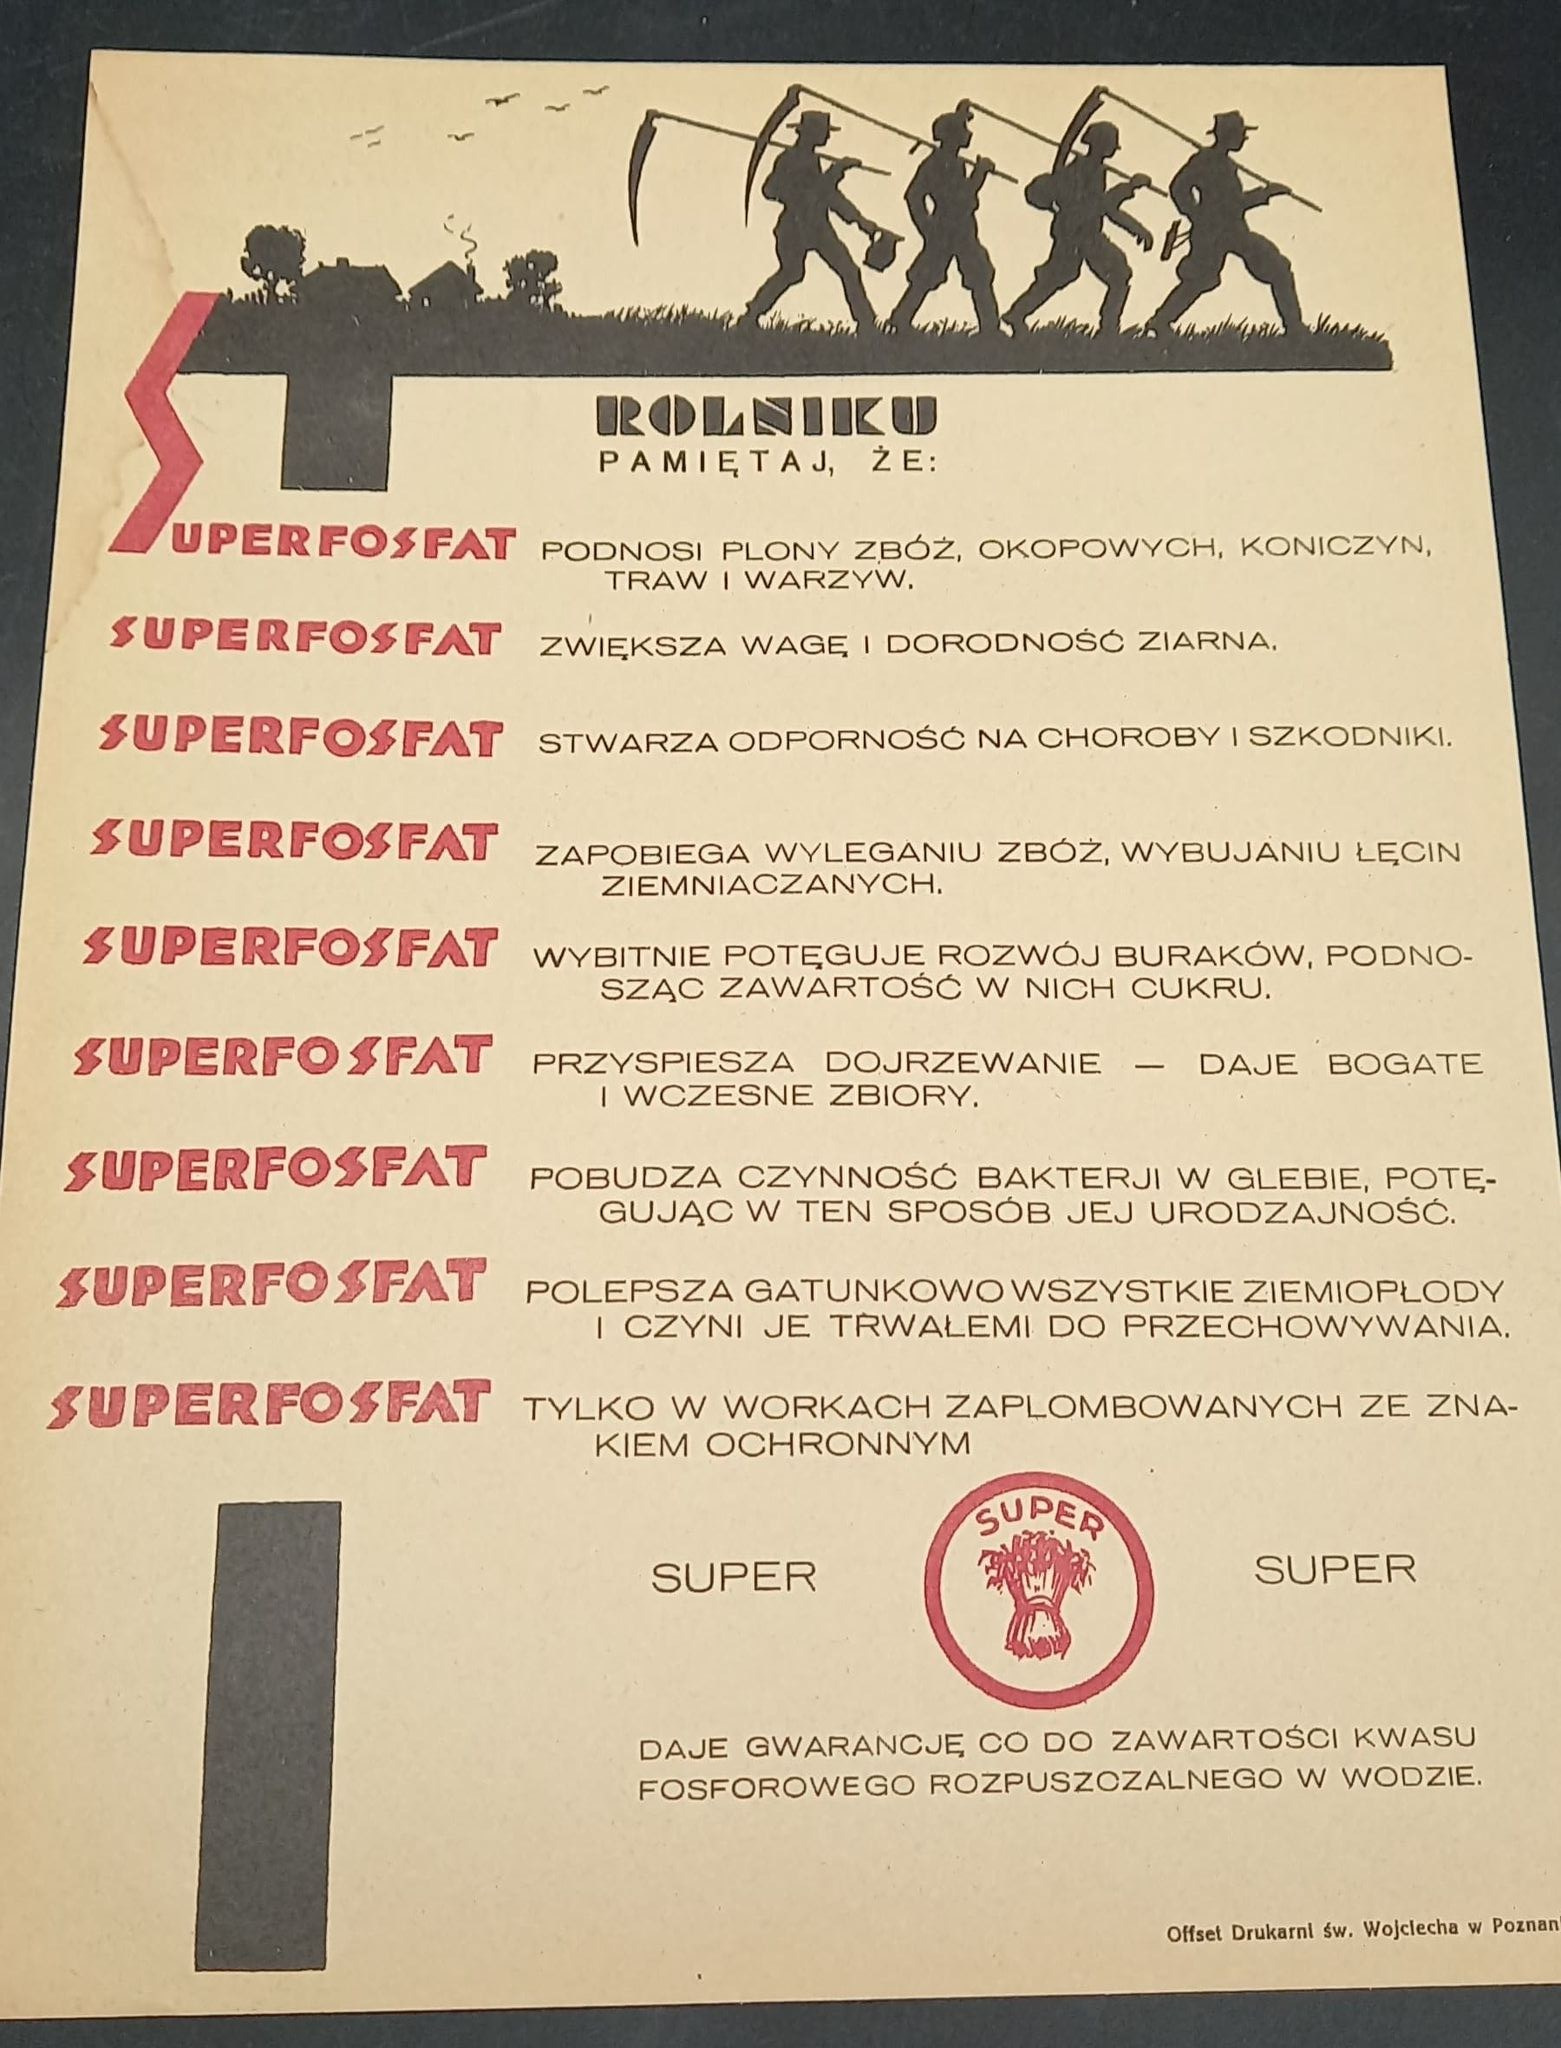 ROLNIKU
PAMIĘTAJ, ŻE:
SUPERFOSFAT PODNOSI PLONY ZBÓŻ, OKOPOWYCH, KONICZYN,
TRAW I WARZYW.
SUPERFOSFAT ZWIĘKSZA WAGĘ I DORODNOŚĆ ZIARNA.
SUPERFOSFAT STWARZA ODPORNOŚĆ NA CHOROBY I SZKODNIKI.
SUPERFOSFAT ZAPOBIEGA WYLEGANIU ZBÓŻ, WYBUJANIU ŁĘCIN
ZIEMNIACZANYCH.
SUPERFOSFAT WYBITNIE POTĘGUJE ROZWÓJ BURAKÓW, PODNO-
SZĄC ZAWARTOŚĆ W NICH CUKRU.
SUPERFOSFAT PRZYSPIESZA DOJRZEWANIE — DAJE BOGATE
I WCZESNE ZBIORY.
SUPERFOSFAT POBUDZA CZYNNOŚĆ BAKTERJI W GLEBIE, POTĘ-
GUJĄC W TEN SPOSÓB JEJ URODZAJNOŚĆ.
SUPERFOSFAT POLEPSZA GATUNKOWO WSZYSTKIE ZIEMIOPŁODY
I CZYNI JE TRWAŁEMI DO PRZECHOWYWANIA.
SUPERFOSFAT TYLKO W WORKACH ZAPLOMBOWANYCH ZE ZNA-
KIEM OCHRONNYM
SUPER
SUPER SUPER
DAJE GWARANCJĘ CO DO ZAWARTOŚCI KWASU
FOSFOROWEGO ROZPUSZCZALNEGO W WODZIE.
Offset Drukarni św. Wojciecha w Poznan